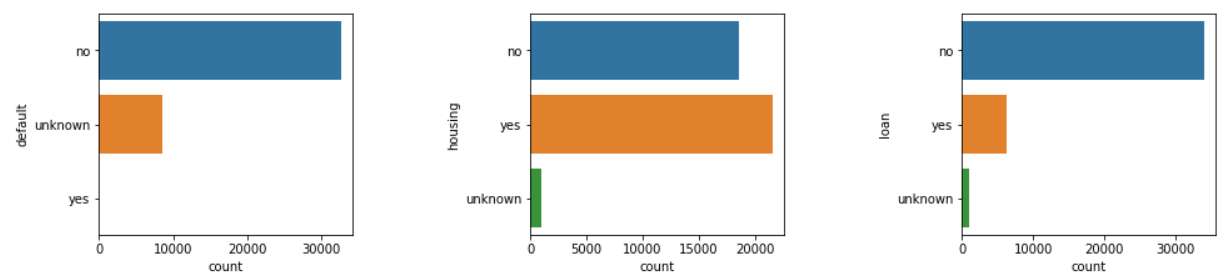 default
no
unknown
yes
0 10000 20000 30000
count
housing
no
yes
unknown
0 5000 10000 15000 20000
count
loan
no
yes
unknown
0 10000 20000 30000
count